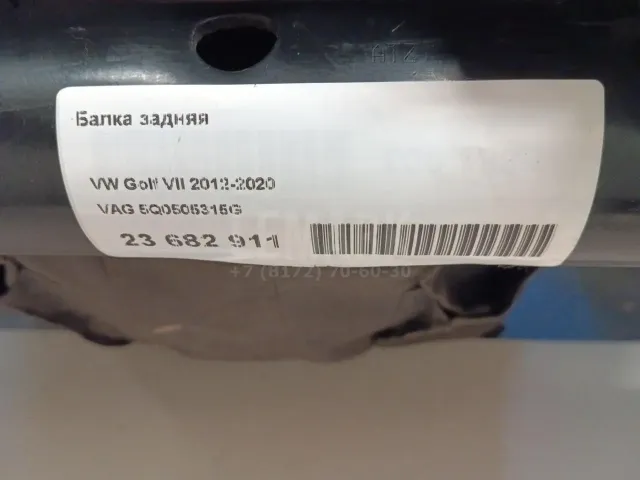 Балка задняя
VW Golf VII 2012-2020
VAG 5Q0505315G
23 682 911
+7 (8172) 70-60-30